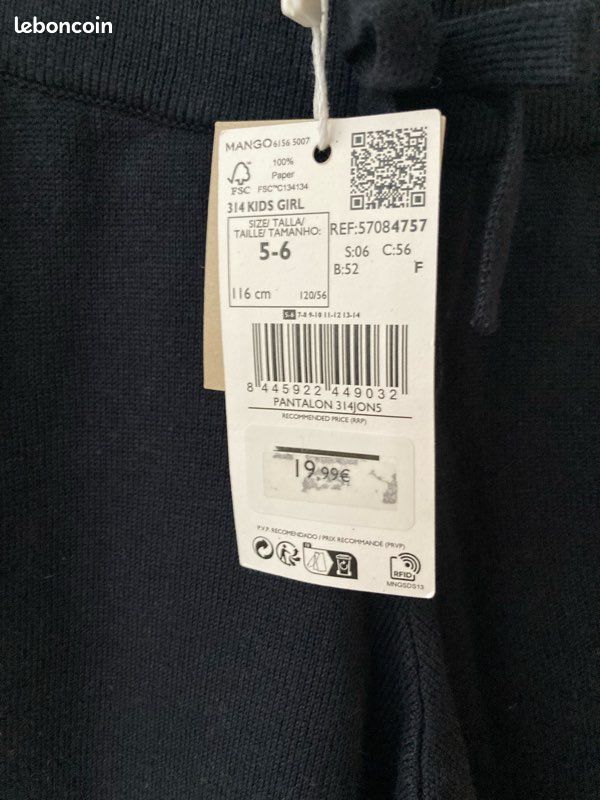 leboncoin
MANGO 6156 5007
100%
Paper
FSC FSC™C134134
314 KIDS GIRL
SIZE/ TALLA/
TAILLE/ TAMANHO:
5-6
116 cm 120/56
REF:57084757
S:06 C:56
B:52 F
5-6 7-8 9-10 11-12 13-14
8 445922 449032
PANTALON 314JON5
RECOMMENDED PRICE (RRP)
19,99€
P.V.P. RECOMENDADO / PRIX RECOMMANDÉ (PRVP)
RFID
MNGSDS13